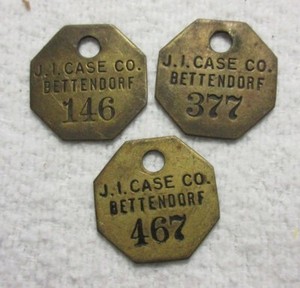 J.I. CASE CO.
BETTENDORF
146
J.I. CASE CO.
BETTENDORF
377
J.I. CASE CO.
BETTENDORF
467